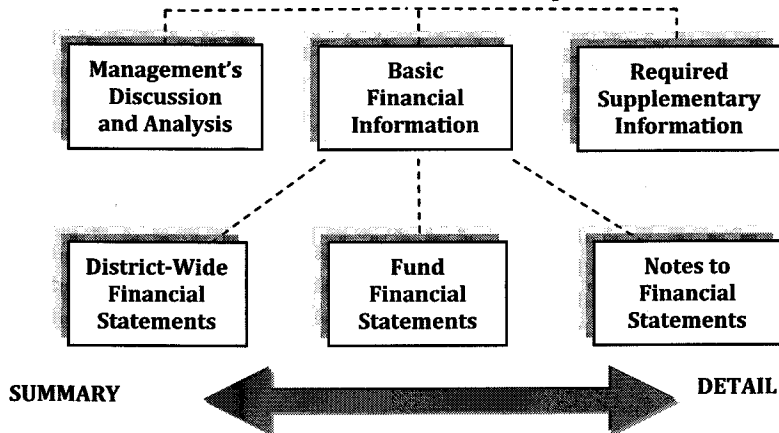 Management's
Discussion
and Analysis
Basic
Financial
Information
Required
Supplementary
Information
District-Wide
Financial
Statements
Fund
Financial
Statements
Notes to
Financial
Statements
SUMMARY
DETAIL